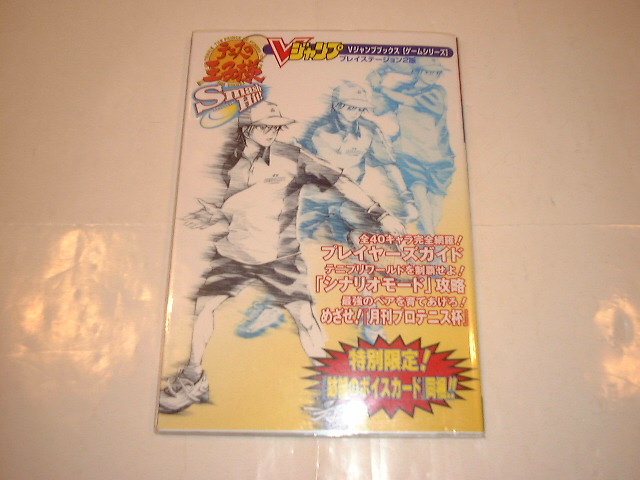 テニスの
王子様
Smash
Hit!
Vジャンプ
Vジャンプブックス【ゲームシリーズ】
プレイステーション2版
全40キャラ完全網羅!
プレイヤーズガイド
テニプリワールドを制覇せよ!
「シナリオモード」攻略
最強のペアを育てあげろ!
めざせ!「月刊プロテニス杯」
特別限定!
のボイスカード 同梱!!